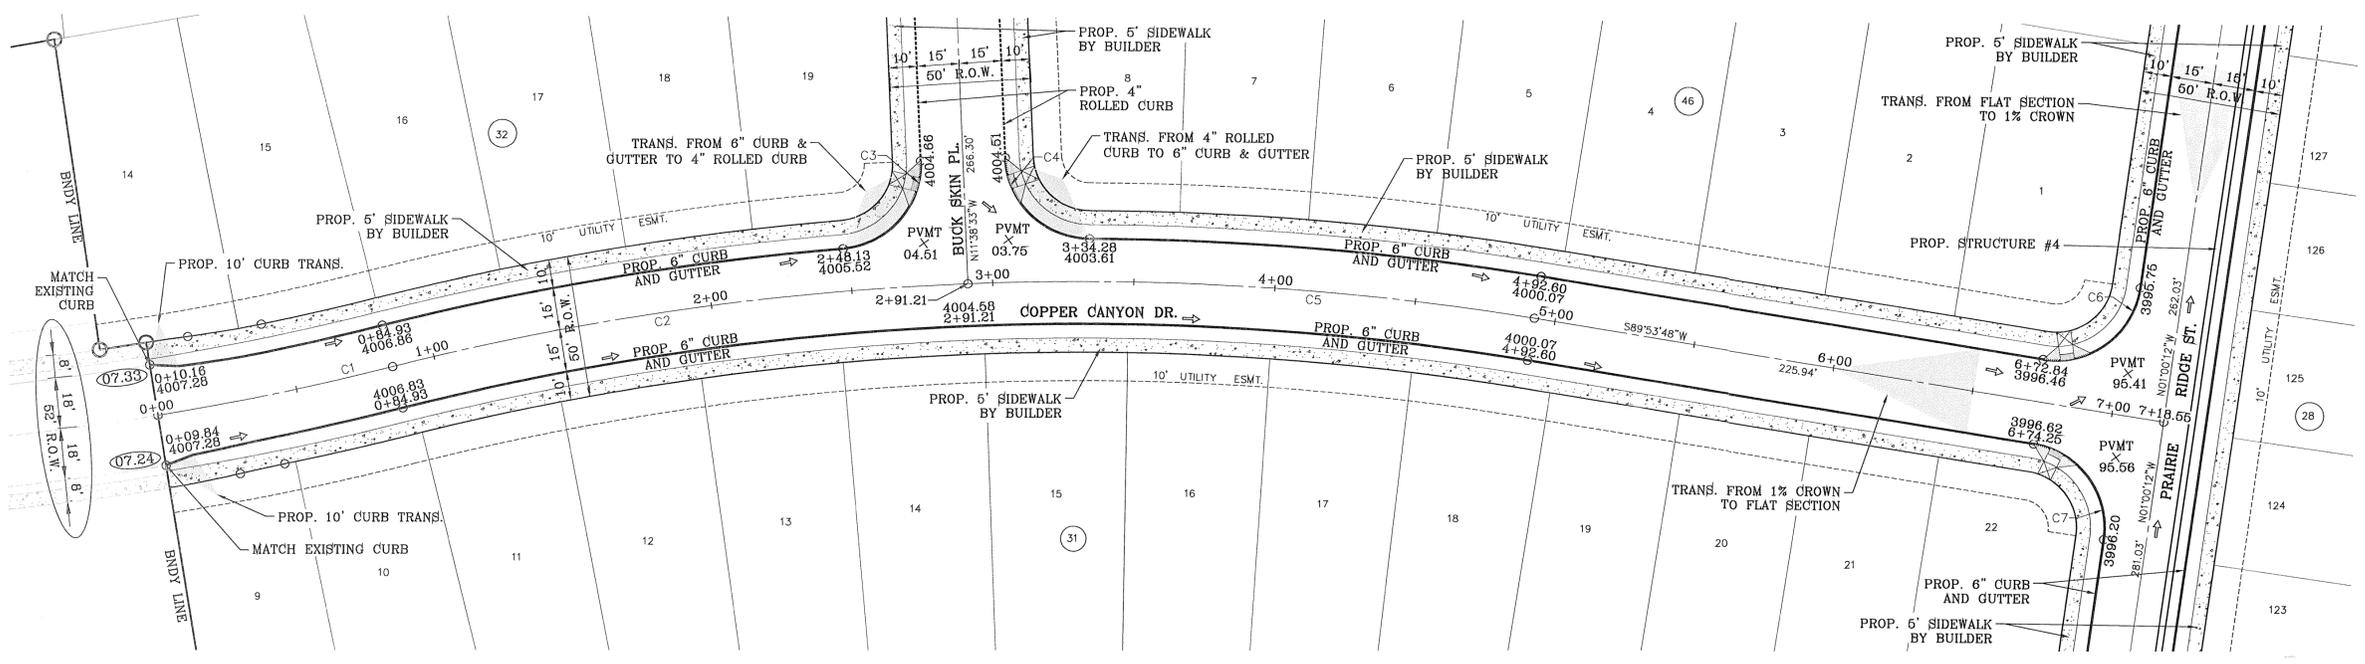 PROP. 5' SIDEWALK
BY BUILDER
10'
15'
15'
10'
50' R.O.W.
PROP. 4"
ROLLED CURB
TRANS. FROM 6" CURB &
GUTTER TO 4" ROLLED CURB
TRANS. FROM 4" ROLLED
CURB TO 6" CURB & GUTTER
C3
C4
4004.66
4004.51
BUCK SKIN PL.
266.30'
N11°38'33"W
PVMT
04.51
PVMT
03.75
14
15
16
17
18
19
32
8
7
6
5
4
46
3
2
1
PROP. 5' SIDEWALK
BY BUILDER
10'
15'
15'
10'
50' R.O.W.
TRANS. FROM FLAT SECTION
TO 1% CROWN
PROP. 6" CURB
AND GUTTER
PROP. STRUCTURE #4
127
126
125
28
124
123
10' UTILITY ESMT.
BNDY LINE
MATCH
EXISTING
CURB
PROP. 10' CURB TRANS.
PROP. 5' SIDEWALK
BY BUILDER
10' UTILITY ESMT.
PROP. 5' SIDEWALK
BY BUILDER
10' UTILITY ESMT.
07.33
0+10.16
4007.28
0+00
0+09.84
4007.28
07.24
8'
18'
52' R.O.W.
18'
8'
0+84.93
4006.86
1+00
C1
4006.83
0+84.93
10'
15'
50' R.O.W.
15'
10'
PROP. 6" CURB
AND GUTTER
2+00
C2
PROP. 6" CURB
AND GUTTER
2+48.13
4005.52
2+91.21
3+00
4004.58
2+91.21
COPPER CANYON DR.
3+34.28
4003.61
4+00
C5
PROP. 6" CURB
AND GUTTER
PROP. 6" CURB
AND GUTTER
4+92.60
4000.07
5+00
4000.07
4+92.60
S89°53'48"W
225.94'
6+00
6+72.84
3996.46
C6
3995.75
PVMT
95.41
7+00
7+18.55
N01°00'12"W
262.03'
PRAIRIE RIDGE ST.
3996.62
6+74.25
PVMT
95.56
N01°00'12"W
281.03'
C7
3996.20
TRANS. FROM 1% CROWN
TO FLAT SECTION
PROP. 5' SIDEWALK
BY BUILDER
10' UTILITY ESMT.
PROP. 10' CURB TRANS.
MATCH EXISTING CURB
BNDY LINE
9
10
11
12
13
14
15
31
16
17
18
19
20
21
22
PROP. 6" CURB
AND GUTTER
PROP. 5' SIDEWALK
BY BUILDER